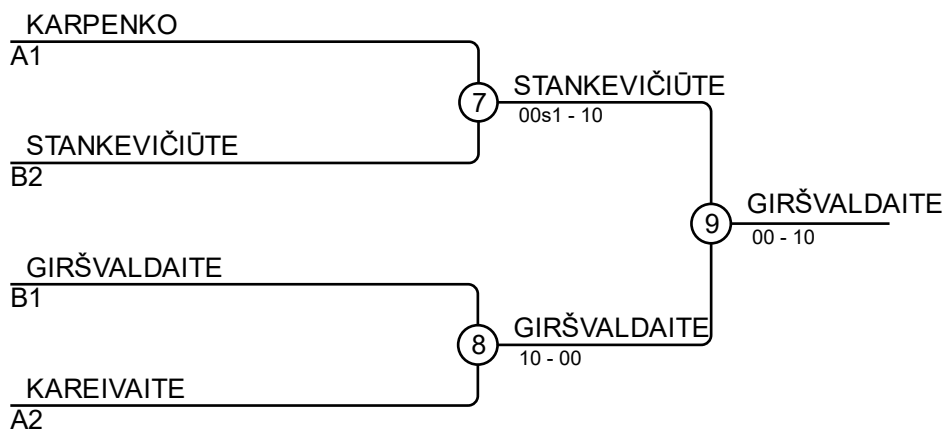 KARPENKO
A1
7
STANKEVIČIŪTE
00s1 - 10
STANKEVIČIŪTE
B2
9
GIRŠVALDAITE
00 - 10
GIRŠVALDAITE
B1
8
GIRŠVALDAITE
10 - 00
KAREIVAITE
A2